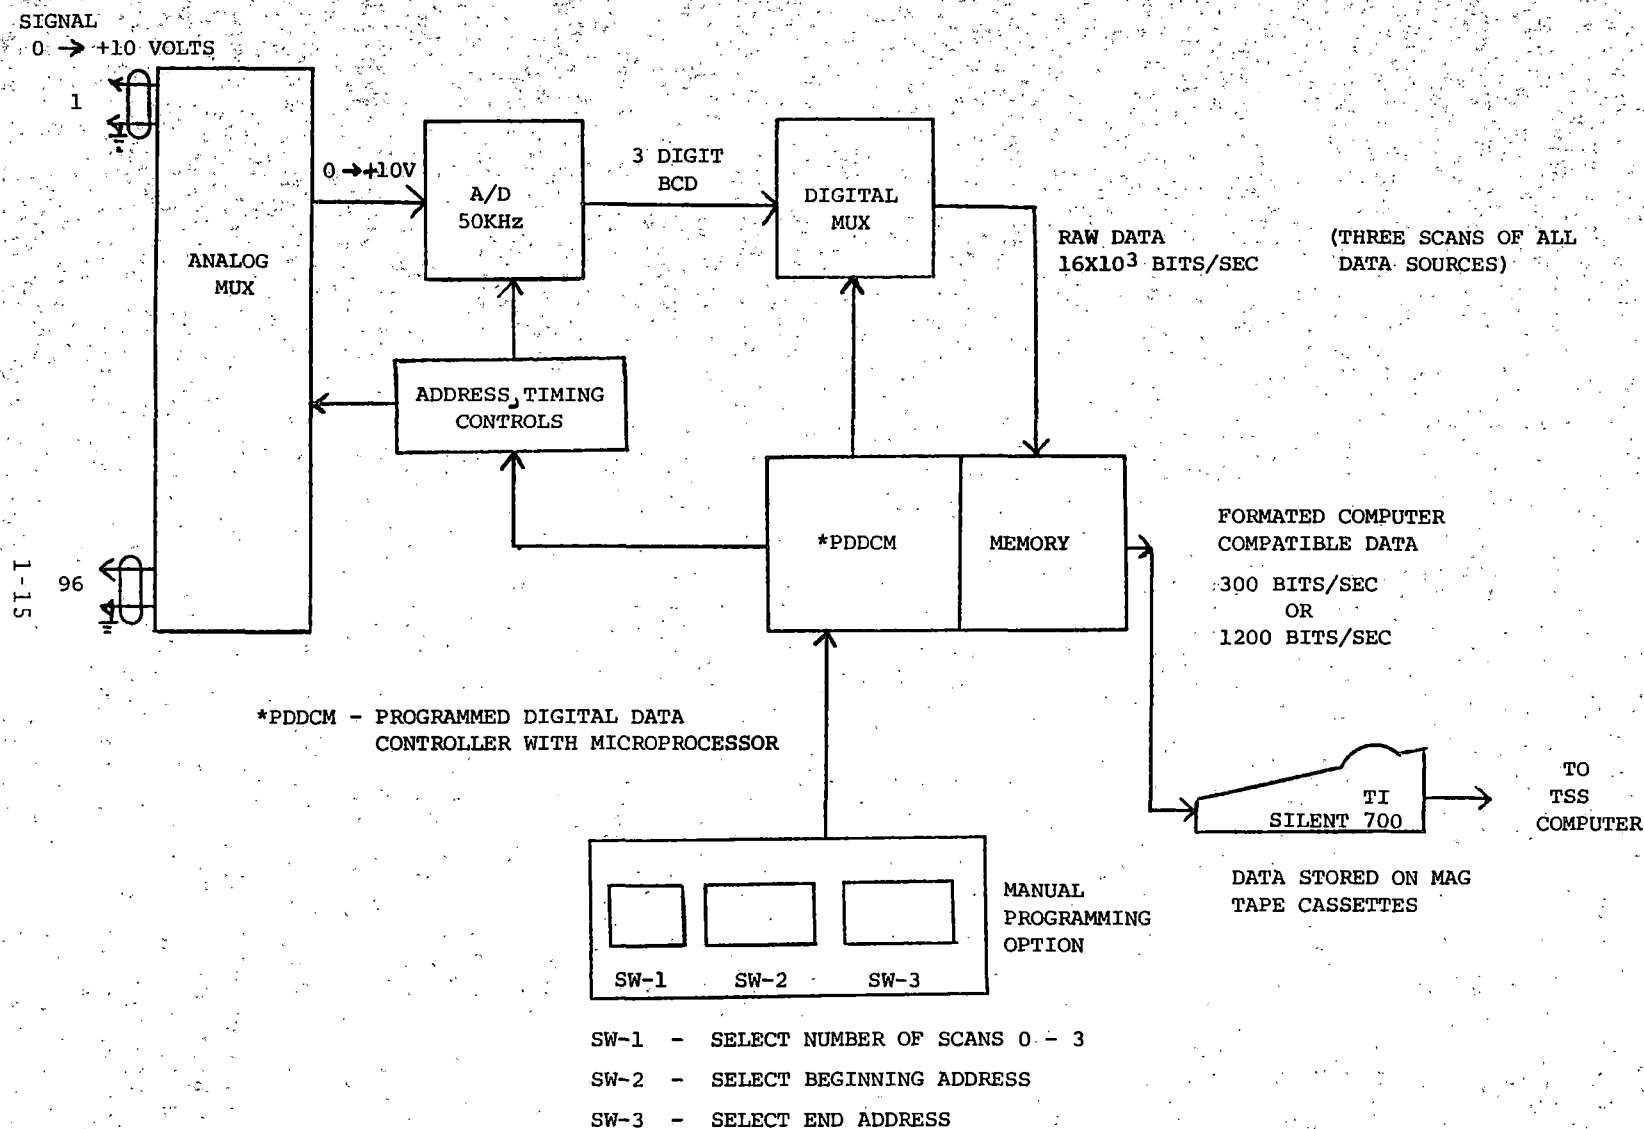 SIGNAL
0 → +10 VOLTS
1
ANALOG
MUX
96
0 → +10V
A/D
50KHz
3 DIGIT
BCD
DIGITAL
MUX
RAW DATA
16X10³ BITS/SEC
(THREE SCANS OF ALL
DATA SOURCES)
ADDRESS, TIMING
CONTROLS
*PDDCM
MEMORY
FORMATED COMPUTER
COMPATIBLE DATA
300 BITS/SEC
OR
1200 BITS/SEC
1-15
*PDDCM - PROGRAMMED DIGITAL DATA
CONTROLLER WITH MICROPROCESSOR
TI
SILENT 700
TO
TSS
COMPUTER
DATA STORED ON MAG
TAPE CASSETTES
MANUAL
PROGRAMMING
OPTION
SW-1 SW-2 SW-3
SW-1 - SELECT NUMBER OF SCANS 0 - 3
SW-2 - SELECT BEGINNING ADDRESS
SW-3 - SELECT END ADDRESS